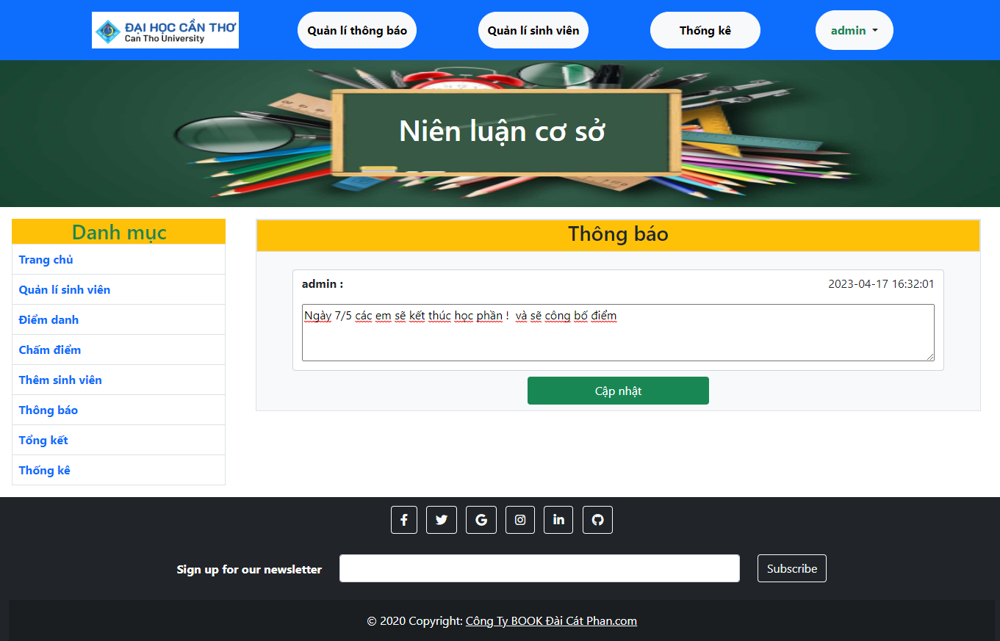 ĐẠI HỌC CẦN THƠ
Can Tho University
Quản lí thông báo
Quản lí sinh viên
Thống kê
admin
Niên luận cơ sở
Danh mục
Trang chủ
Quản lí sinh viên
Điểm danh
Chấm điểm
Thêm sinh viên
Thông báo
Tổng kết
Thống kê
Thông báo
admin :
2023-04-17 16:32:01
Ngày 7/5 các em sẽ kết thúc học phần !  và sẽ công bố điểm
Cập nhật
Sign up for our newsletter
Subscribe
© 2020 Copyright: Công Ty BOOK Đài Cát Phan.com